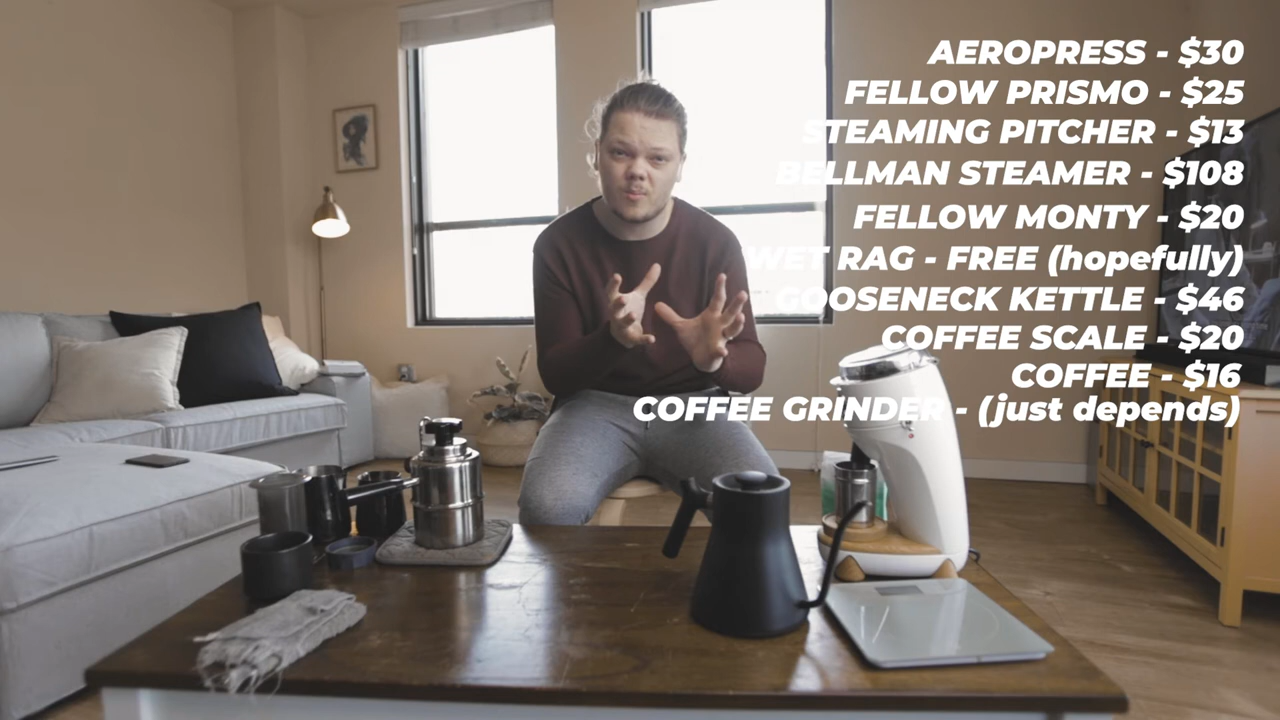 AEROPRESS - $30
FELLOW PRISMO - $25
STEAMING PITCHER - $13
BELLMAN STEAMER - $108
FELLOW MONTY - $20
WET RAG - FREE (hopefully)
GOOSENECK KETTLE - $46
COFFEE SCALE - $20
COFFEE - $16
COFFEE GRINDER - (just depends)